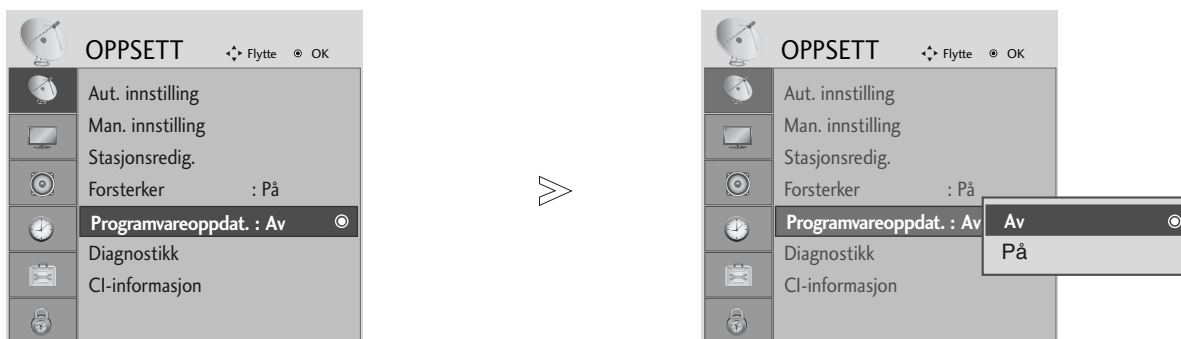 OPPSETT Flytte OK
Aut. innstilling
Man. innstilling
Stasjonsredig.
Forsterker : På
Programvareoppdat. : Av
Diagnostikk
CI-informasjon
OPPSETT Flytte OK
Aut. innstilling
Man. innstilling
Stasjonsredig.
Forsterker : På
Programvareoppdat. : Av
Diagnostikk
CI-informasjon
Av
På